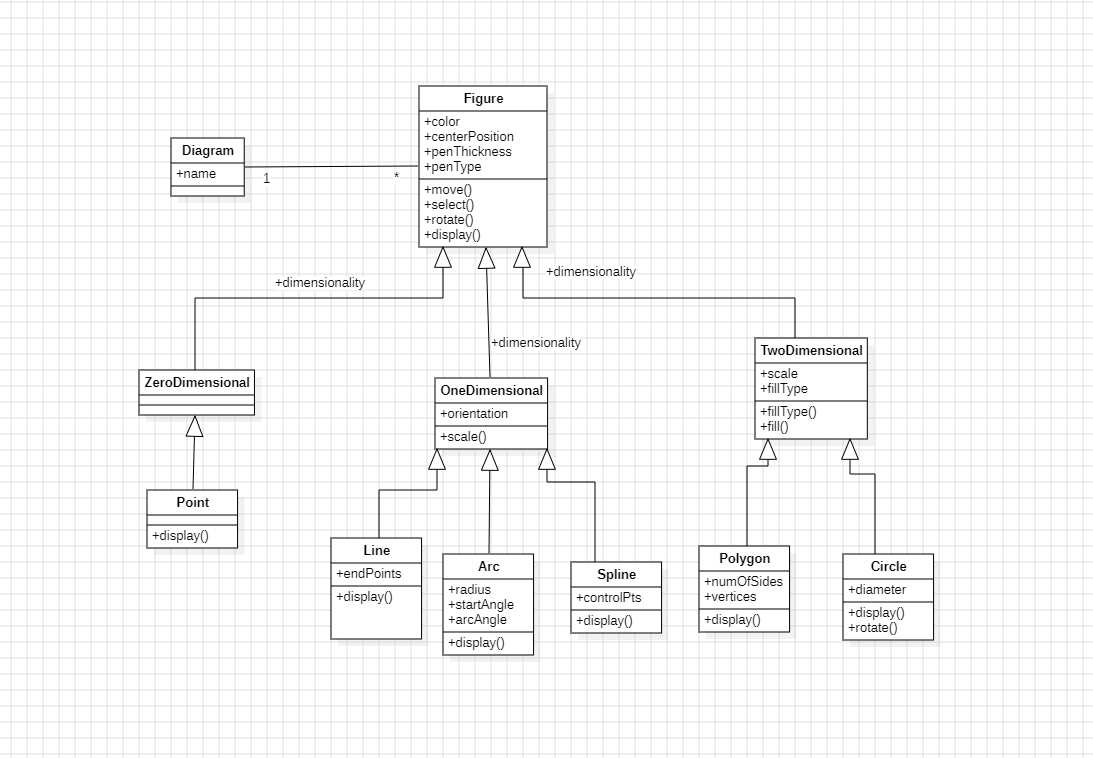 Figure
+color
+centerPosition
+penThickness
+penType
+move()
+select()
+rotate()
+display()
Diagram
+name
1
*
+dimensionality
+dimensionality
+dimensionality
ZeroDimensional
OneDimensional
+orientation
+scale()
TwoDimensional
+scale
+fillType
+fillType()
+fill()
Point
+display()
Line
+endPoints
+display()
Arc
+radius
+startAngle
+arcAngle
+display()
Spline
+controlPts
+display()
Polygon
+numOfSides
+vertices
+display()
Circle
+diameter
+display()
+rotate()